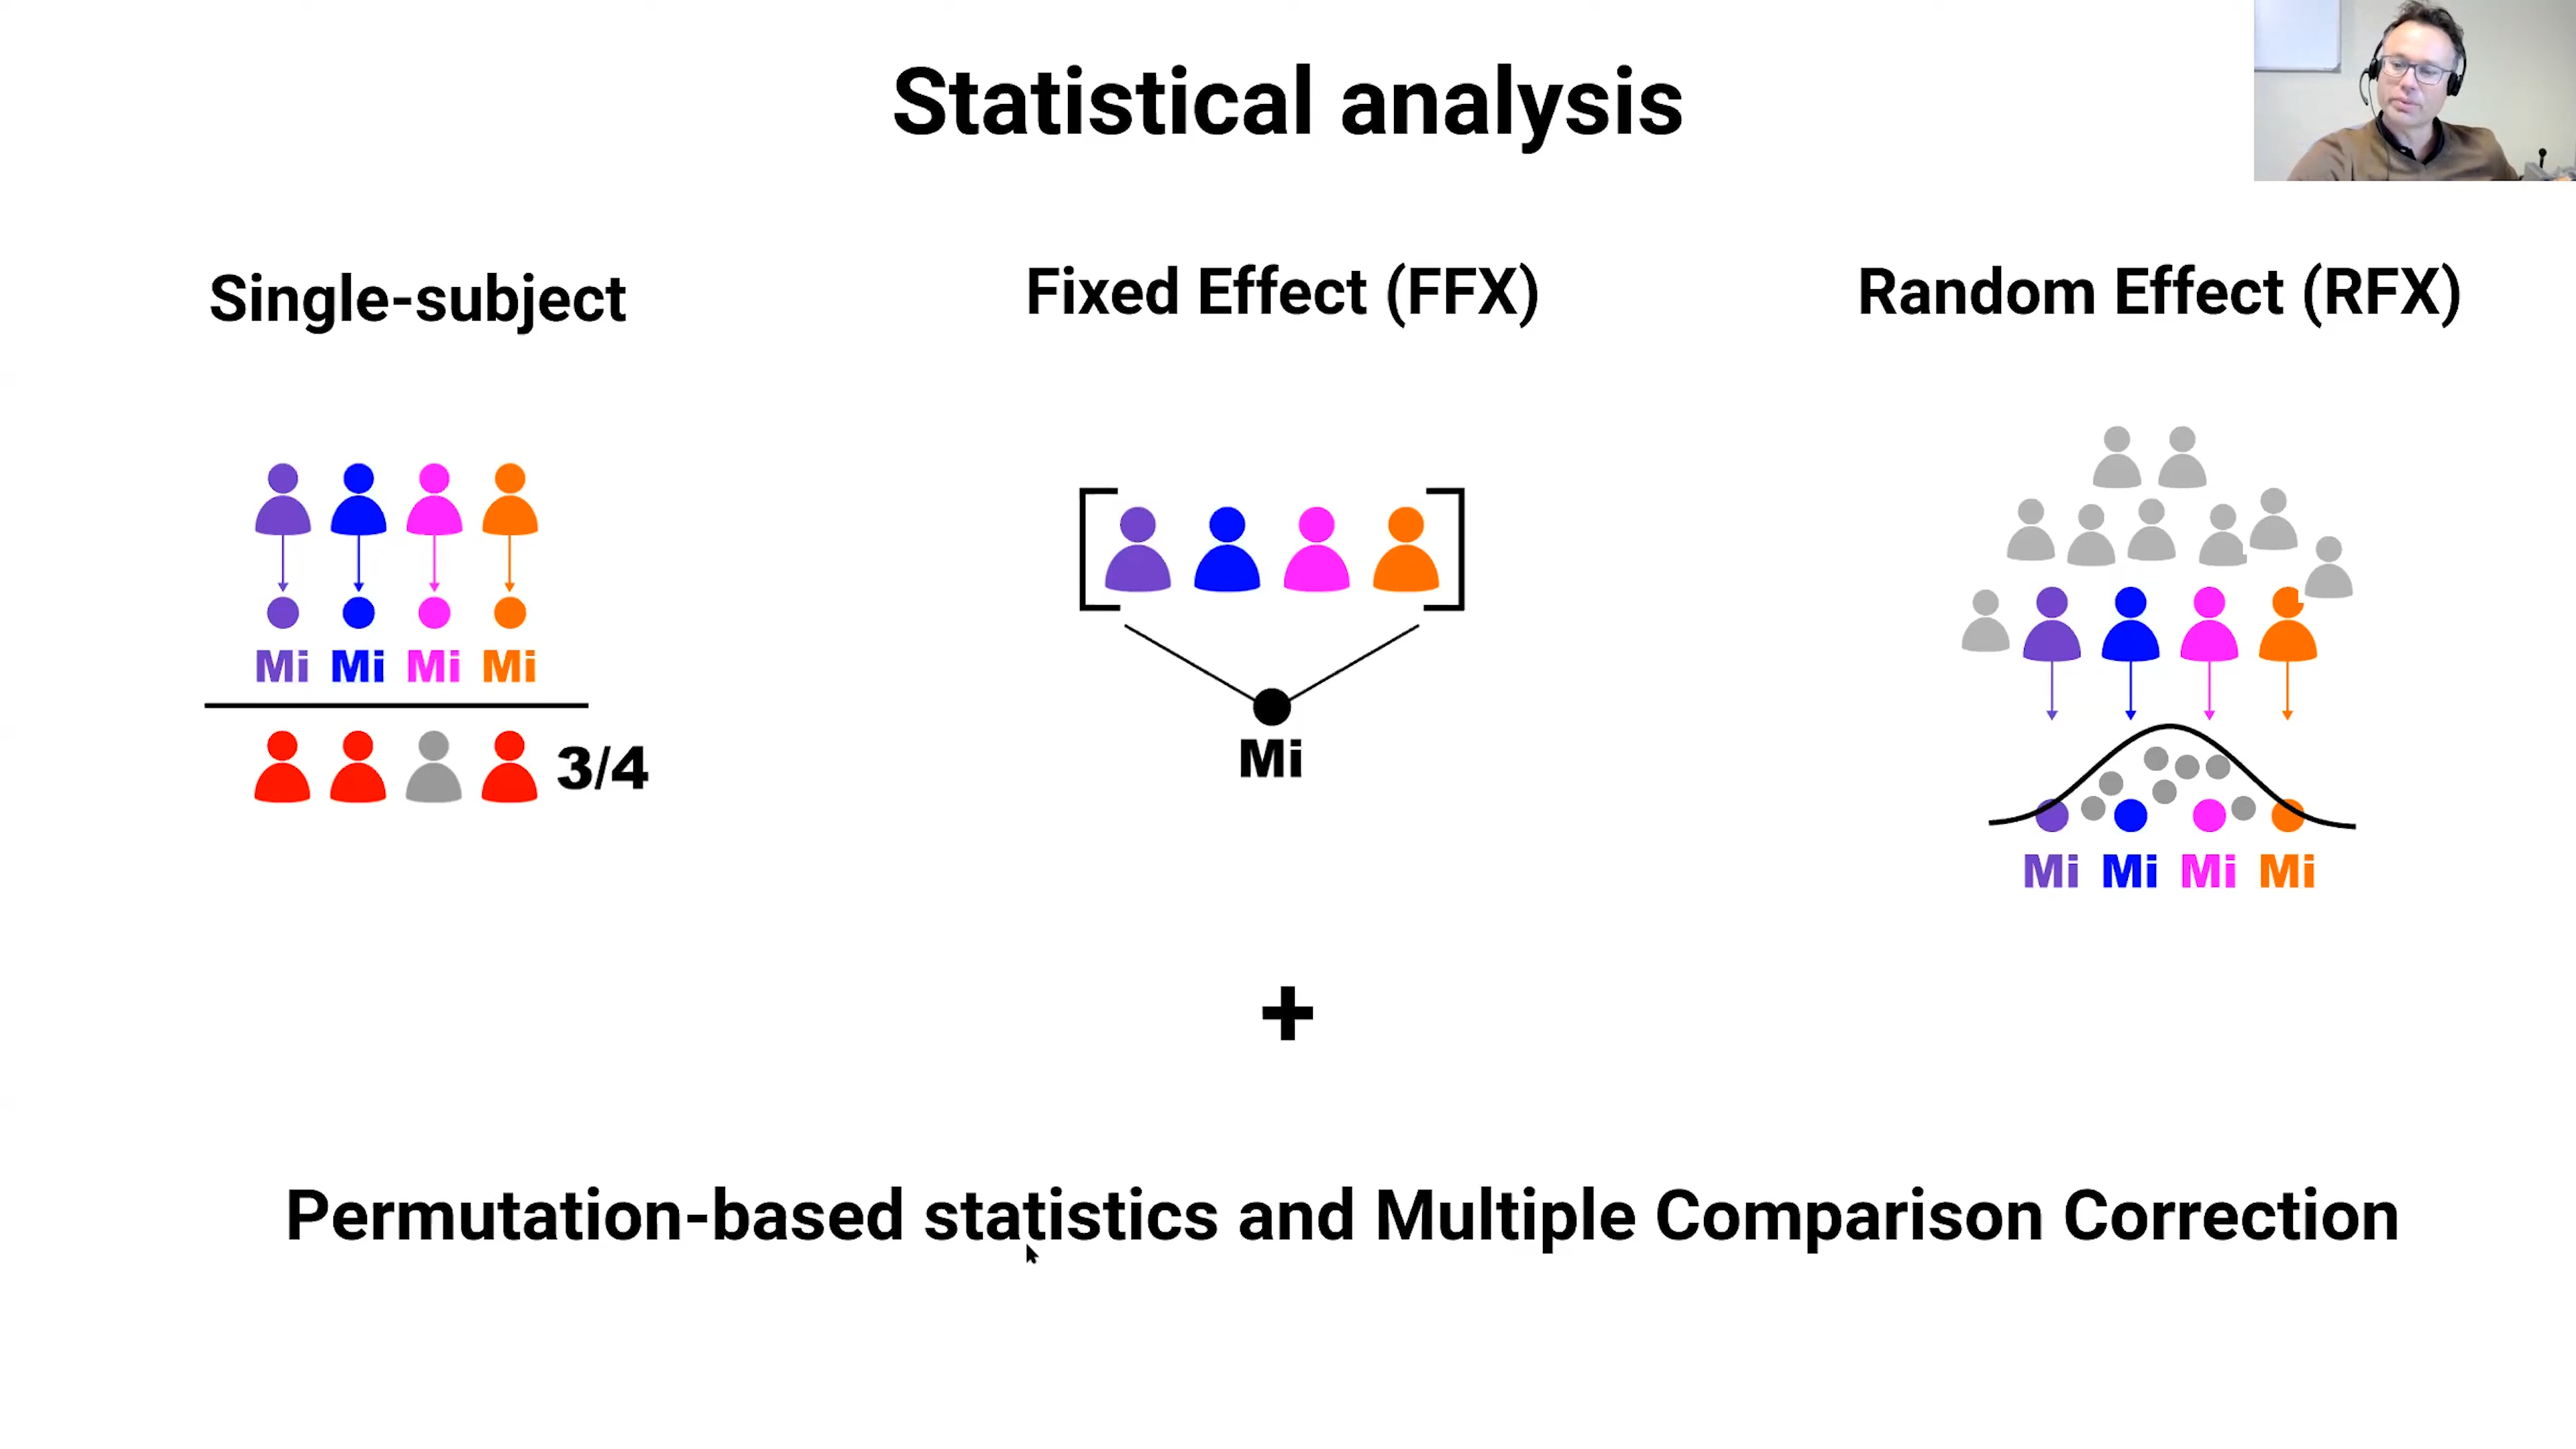 Statistical analysis
Single-subject
Fixed Effect (FFX)
Random Effect (RFX)
Mi Mi Mi Mi
3/4
Mi
Mi Mi Mi Mi
+
Permutation-based statistics and Multiple Comparison Correction